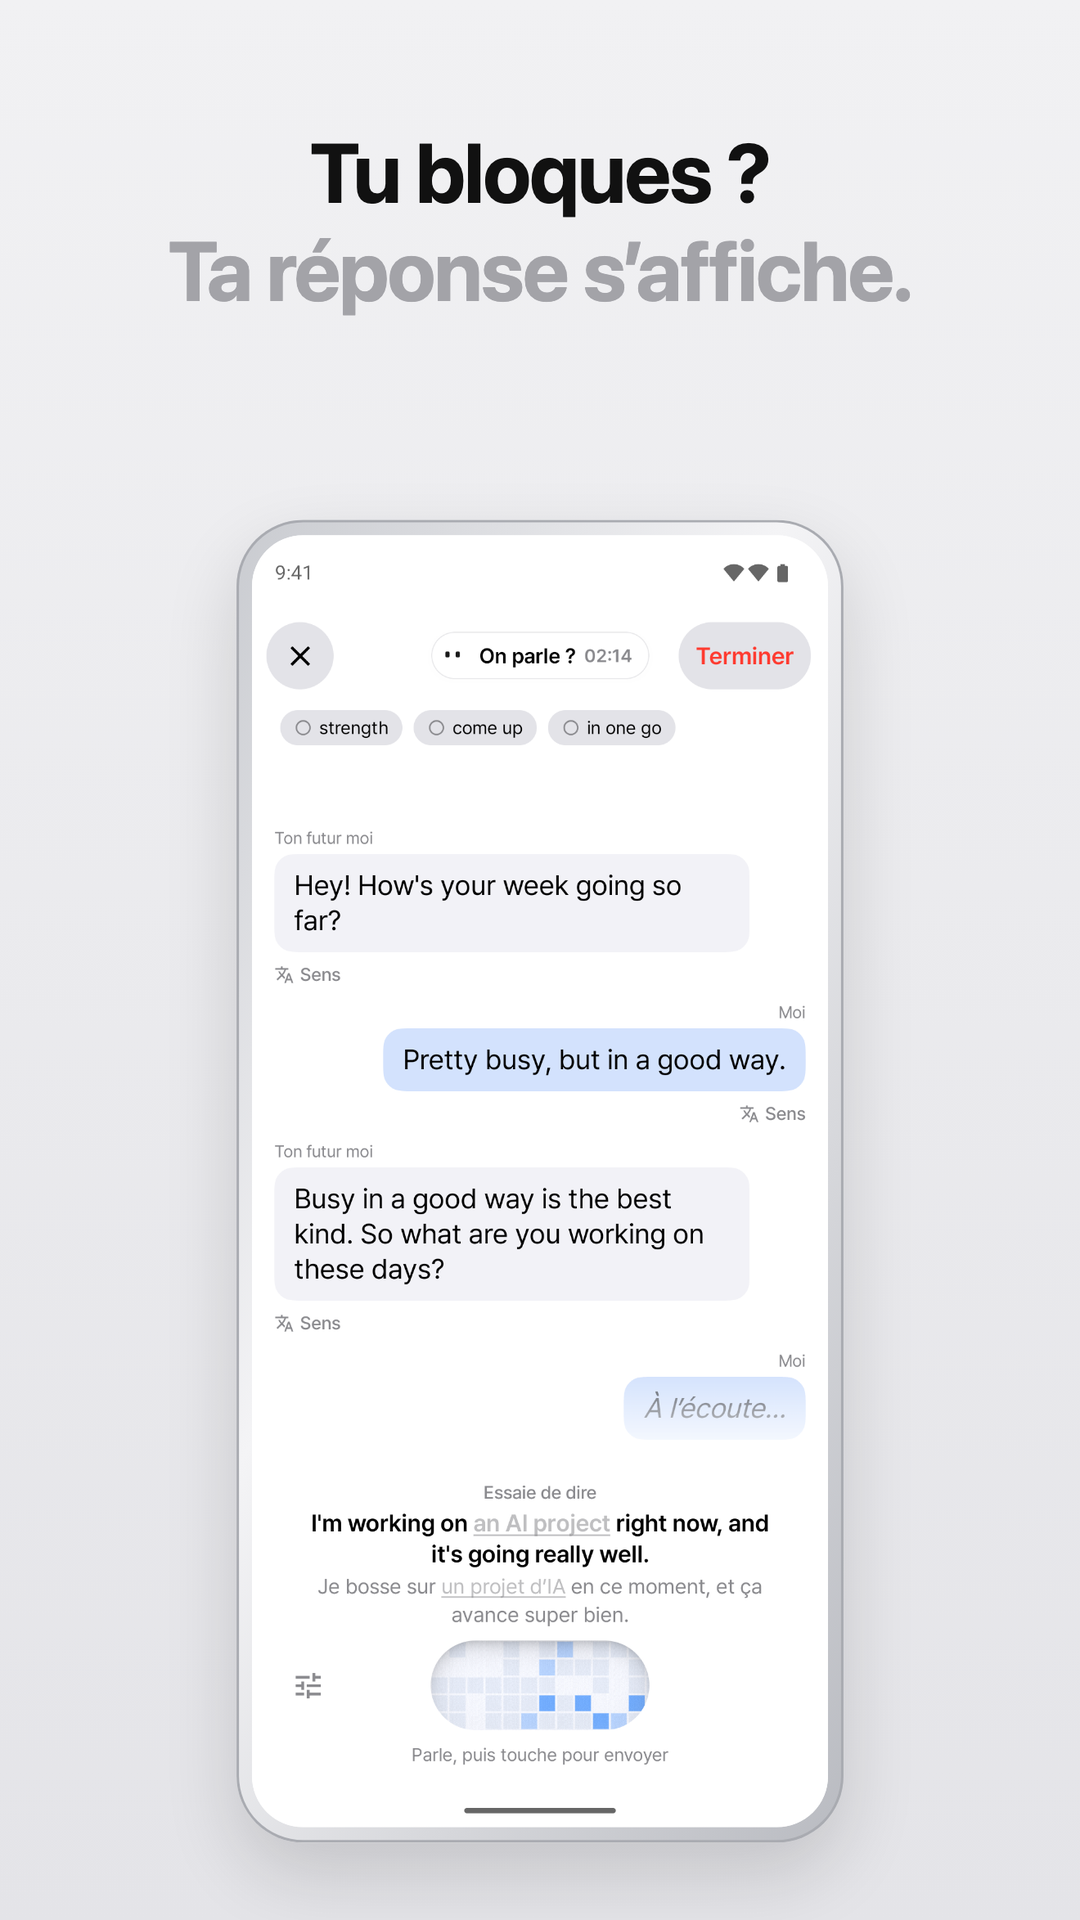 Tu bloques ?
Ta réponse s’affiche.
9:41
On parle ? 02:14
Terminer
strength
come up
in one go
Ton futur moi
Hey! How's your week going so
far?
Sens
Moi
Pretty busy, but in a good way.
Sens
Ton futur moi
Busy in a good way is the best
kind. So what are you working on
these days?
Sens
Moi
À l’écoute...
Essaie de dire
I'm working on an AI project right now, and
it's going really well.
Je bosse sur un projet d’IA en ce moment, et ça
avance super bien.
Parle, puis touche pour envoyer